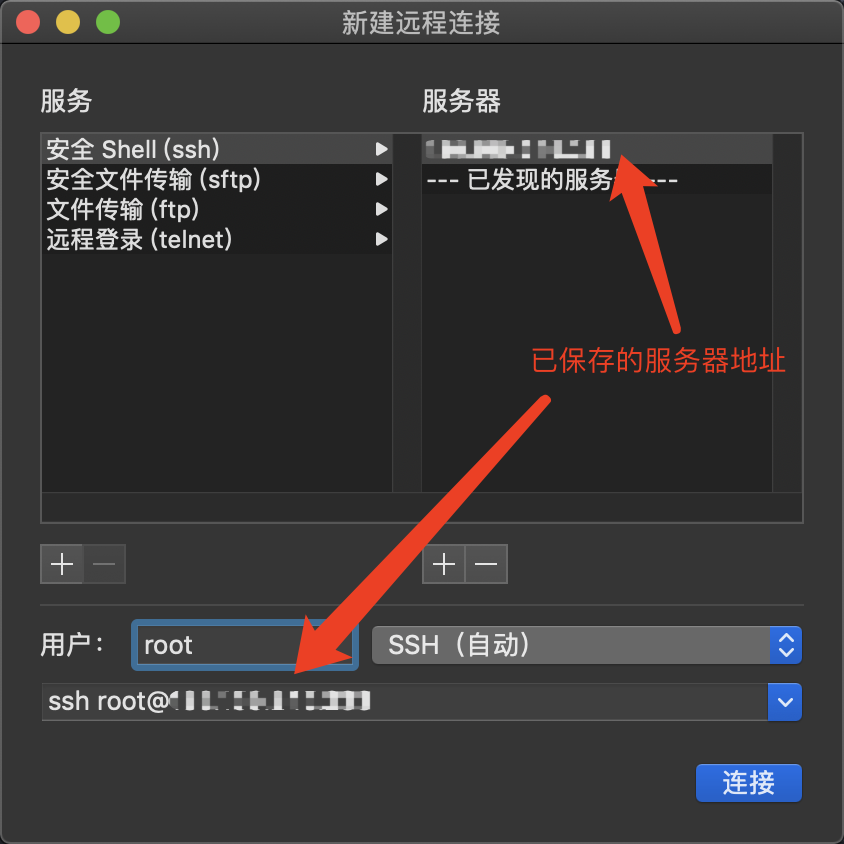 新建远程连接
服务
服务器
安全 Shell (ssh)
安全文件传输 (sftp)
文件传输 (ftp)
远程登录 (telnet)
--- 已发现的服务 ---
已保存的服务器地址
用户：
root
SSH（自动）
ssh root@
连接